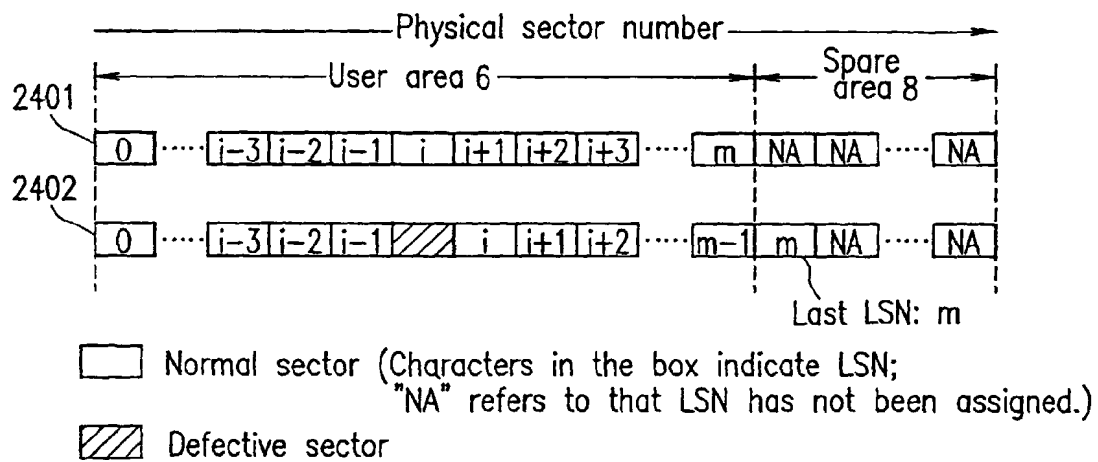 Physical sector number
User area 6
Spare area 8
2401
0 ····· i-3 i-2 i-1 i i+1 i+2 i+3 ····· m NA NA ····· NA
2402
0 ····· i-3 i-2 i-1 i i+1 i+2 ····· m-1 m NA ····· NA
Last LSN: m
Normal sector (Characters in the box indicate LSN;
"NA" refers to that LSN has not been assigned.)
Defective sector